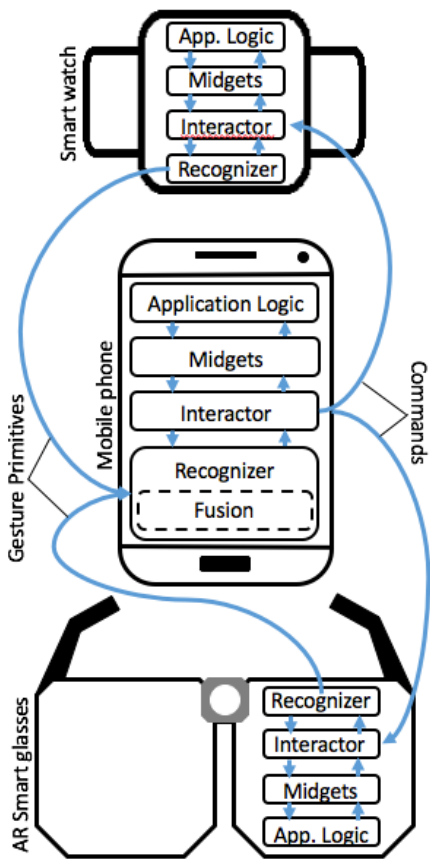 Smart watch
App. Logic
Midgets
Interactor
Recognizer
Mobile phone
Application Logic
Midgets
Interactor
Recognizer
Fusion
Gesture Primitives
Commands
AR Smart glasses
Recognizer
Interactor
Midgets
App. Logic